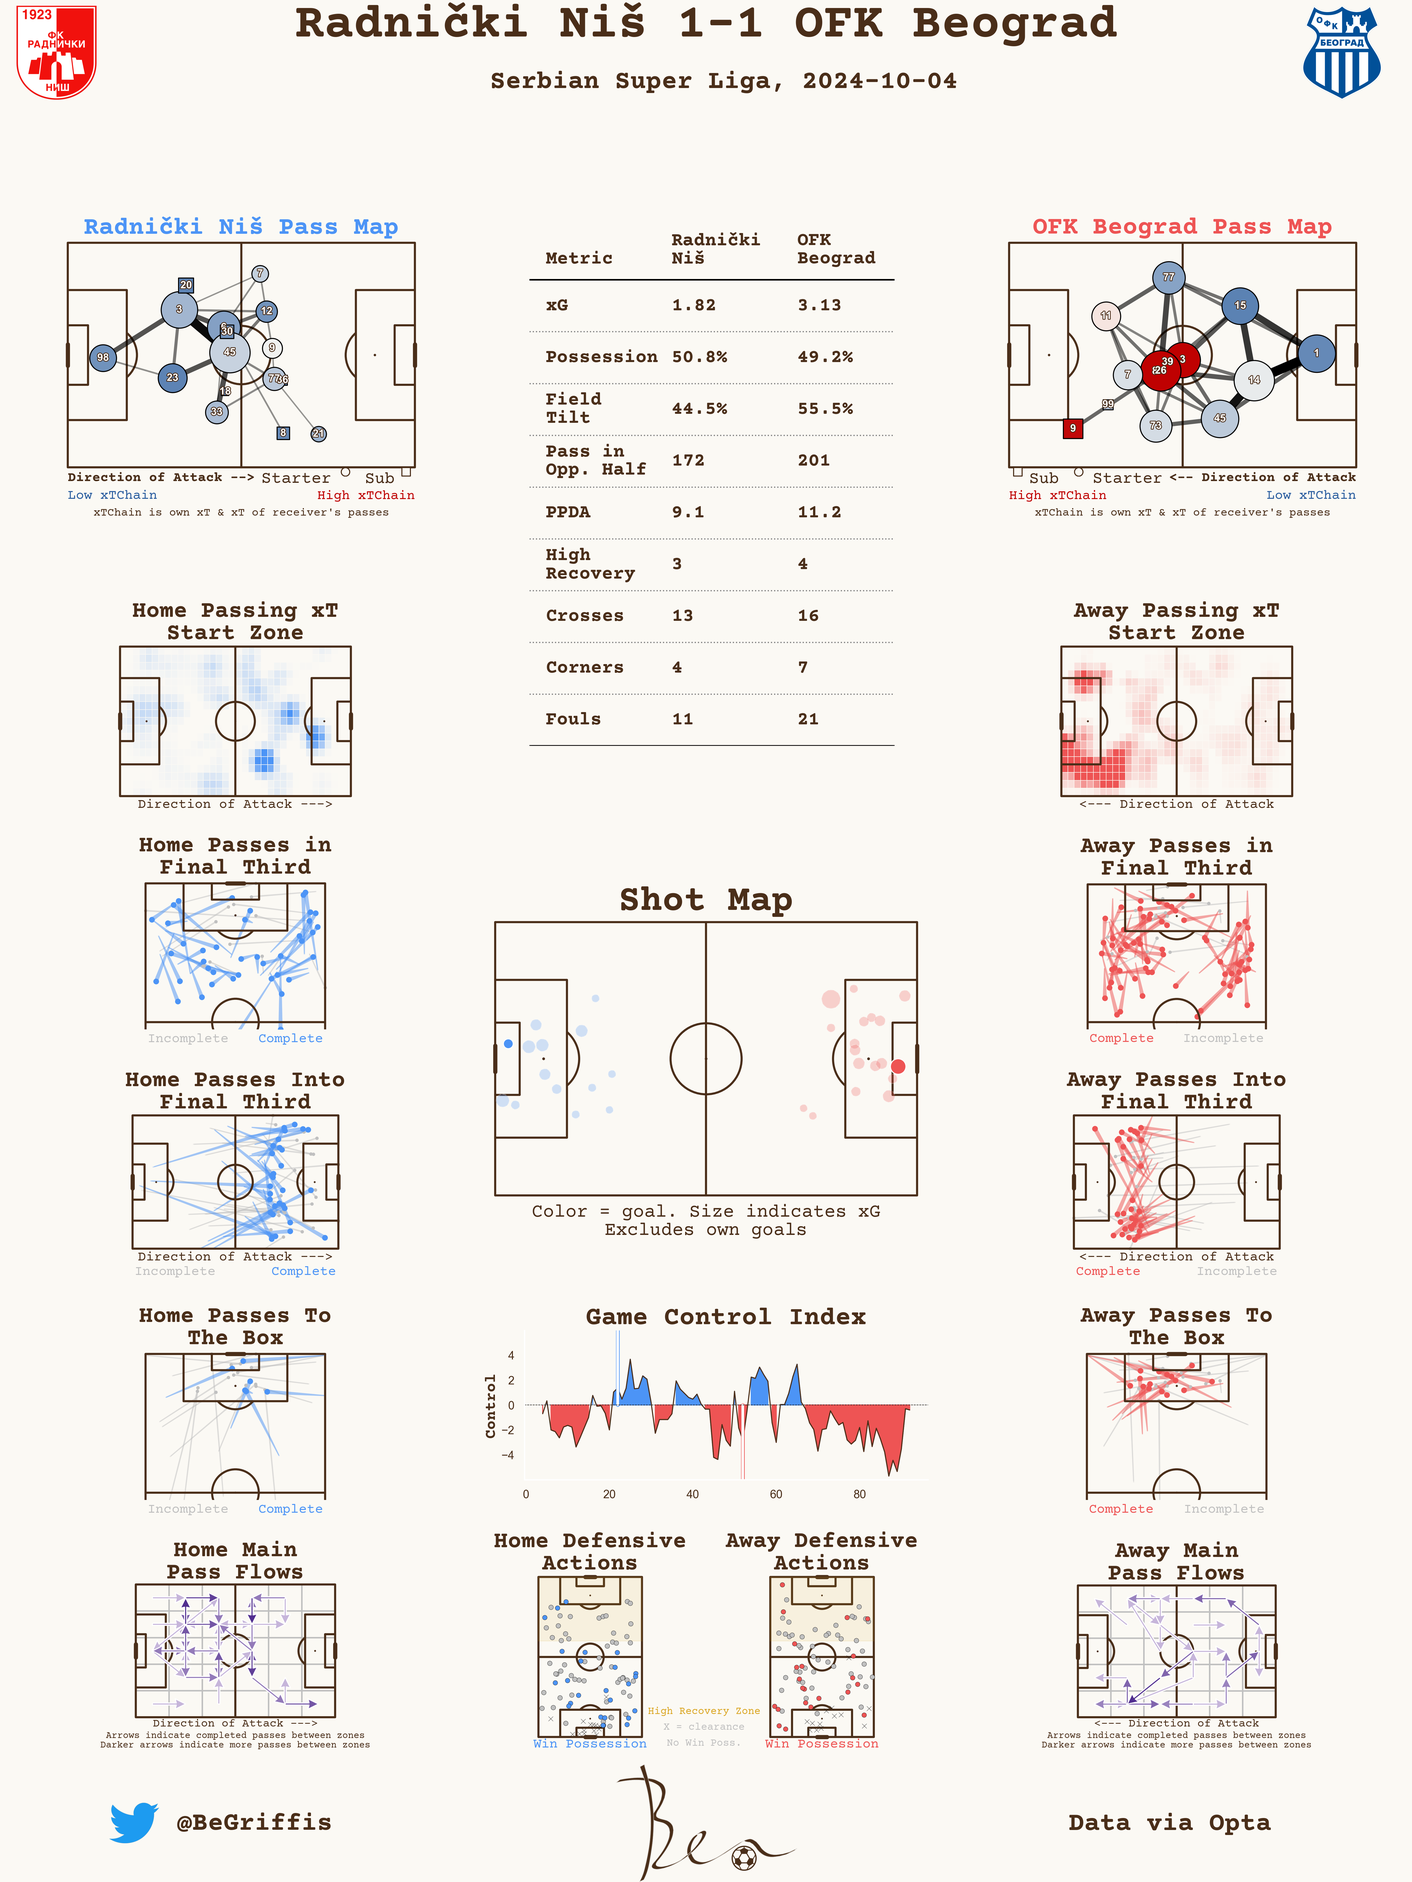 Radnički Niš 1-1 OFK Beograd
Serbian Super Liga, 2024-10-04
1923
ФК
РАДНИЧКИ
НИШ
ОФК
БЕОГРАД
Radnički Niš Pass Map
20
7
3
12
30
45
9
98
23
77
36
18
33
8
21
Direction of Attack --> Starter Sub
Low xTChain High xTChain
xTChain is own xT & xT of receiver's passes
Metric Radnički Niš OFK Beograd
xG 1.82 3.13
Possession 50.8% 49.2%
Field Tilt 44.5% 55.5%
Pass in Opp. Half 172 201
PPDA 9.1 11.2
High Recovery 3 4
Crosses 13 16
Corners 4 7
Fouls 11 21
OFK Beograd Pass Map
77
15
11
1
39
3
8
26
7
14
99
9
73
45
Sub Starter <-- Direction of Attack
High xTChain Low xTChain
xTChain is own xT & xT of receiver's passes
Home Passing xT
Start Zone
Direction of Attack --->
Away Passing xT
Start Zone
<--- Direction of Attack
Home Passes in
Final Third
Incomplete Complete
Away Passes in
Final Third
Complete Incomplete
Shot Map
Color = goal. Size indicates xG
Excludes own goals
Home Passes Into
Final Third
Direction of Attack --->
Incomplete Complete
Away Passes Into
Final Third
<--- Direction of Attack
Complete Incomplete
Home Passes To
The Box
Incomplete Complete
Game Control Index
Control
4
2
0
−2
−4
0 20 40 60 80
Away Passes To
The Box
Complete Incomplete
Home Main
Pass Flows
Direction of Attack --->
Arrows indicate completed passes between zones
Darker arrows indicate more passes between zones
Home Defensive
Actions
Win Possession
High Recovery Zone
X = clearance
No Win Poss.
Away Defensive
Actions
Win Possession
Away Main
Pass Flows
<--- Direction of Attack
Arrows indicate completed passes between zones
Darker arrows indicate more passes between zones
@BeGriffis
Ben
Data via Opta